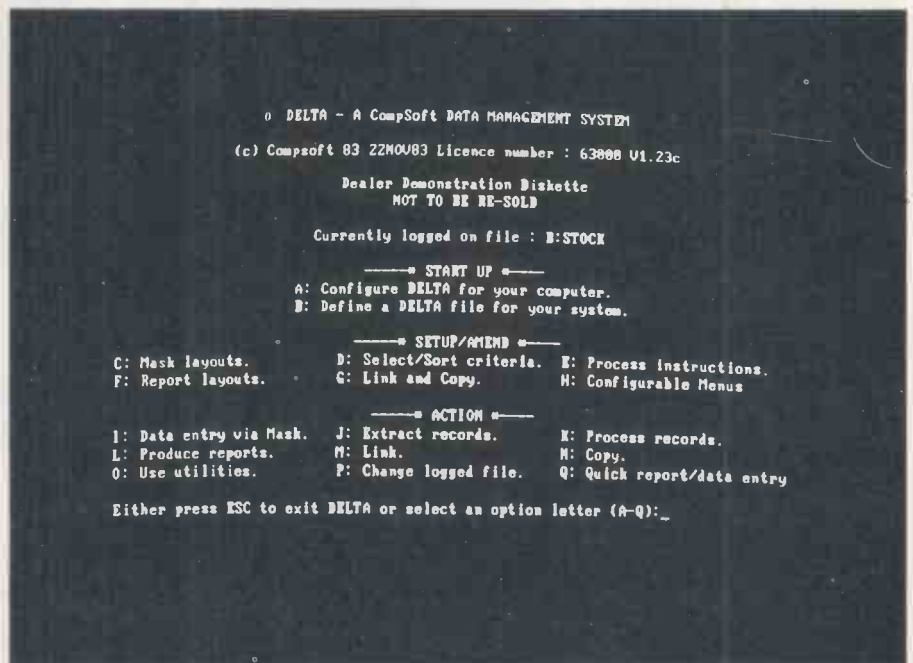 o DELTA - A CompSoft DATA MANAGEMENT SYSTEM
(c) Compsoft 83 22NOV83 Licence number : 63800 V1.23c
Dealer Demonstration Diskette
NOT TO BE RE-SOLD
Currently logged on file : B:STOCK
START UP
A: Configure DELTA for your computer.
B: Define a DELTA file for your system.
SETUP/AMEND
C: Mask layouts. D: Select/Sort criteria. E: Process instructions.
F: Report layouts. G: Link and Copy. H: Configurable Menus
ACTION
I: Data entry via Mask. J: Extract records. K: Process records.
L: Produce reports. M: Link. N: Copy.
O: Use utilities. P: Change logged file. Q: Quick report/data entry
Either press ESC to exit DELTA or select an option letter (A-Q):_